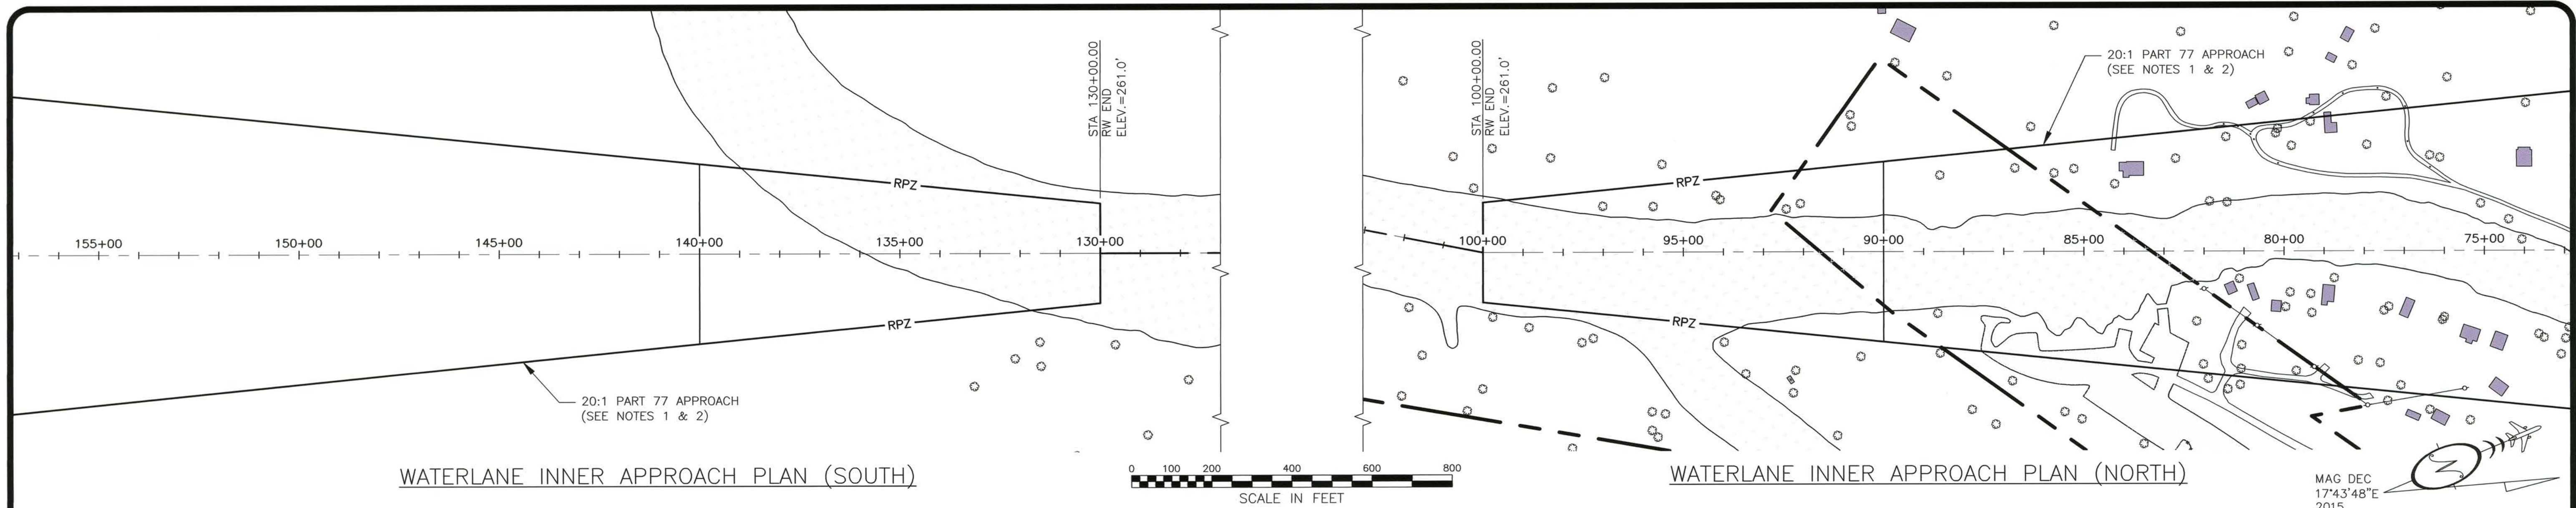 STA 130+00.00
RW END
ELEV.=261.0'
RPZ
155+00
150+00
145+00
140+00
135+00
130+00
RPZ
20:1 PART 77 APPROACH
(SEE NOTES 1 & 2)
WATERLANE INNER APPROACH PLAN (SOUTH)
0 100 200 400 600 800
SCALE IN FEET
STA 100+00.00
RW END
ELEV.=261.0'
20:1 PART 77 APPROACH
(SEE NOTES 1 & 2)
RPZ
100+00
95+00
90+00
85+00
80+00
75+00
RPZ
WATERLANE INNER APPROACH PLAN (NORTH)
MAG DEC
17°43'48"E
2015
N